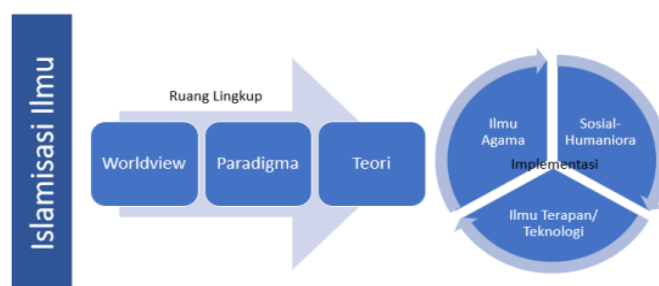 Islamisasi Ilmu
Ruang Lingkup
Worldview
Paradigma
Teori
Ilmu
Agama
Sosial-
Humaniora
Implementasi
Ilmu Terapan/
Teknologi